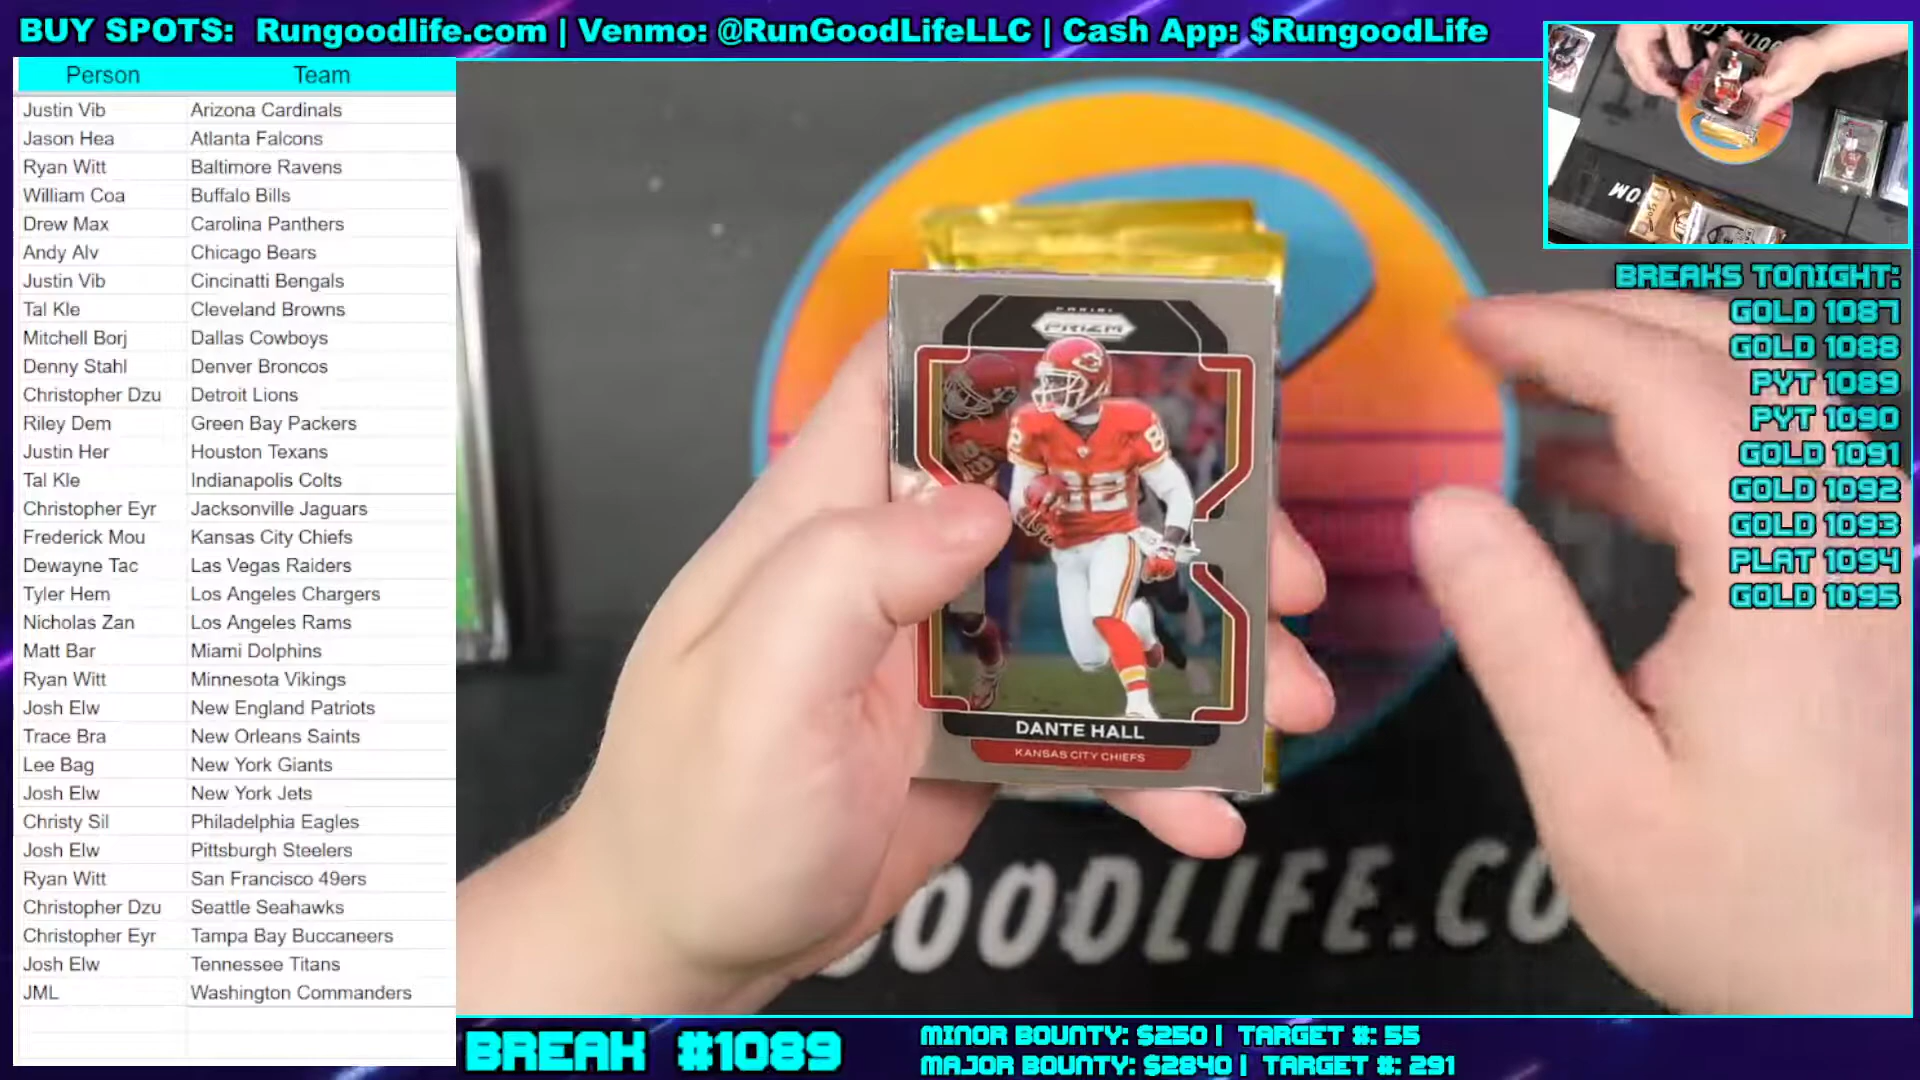 BUY SPOTS: Rungoodlife.com | Venmo: @RunGoodLifeLLC | Cash App: $RungoodLife
Person Team
Justin Vib Arizona Cardinals
Jason Hea Atlanta Falcons
Ryan Witt Baltimore Ravens
William Coa Buffalo Bills
Drew Max Carolina Panthers
Andy Alv Chicago Bears
Justin Vib Cincinatti Bengals
Tal Kle Cleveland Browns
Mitchell Borj Dallas Cowboys
Denny Stahl Denver Broncos
Christopher Dzu Detroit Lions
Riley Dem Green Bay Packers
Justin Her Houston Texans
Tal Kle Indianapolis Colts
Christopher Eyr Jacksonville Jaguars
Frederick Mou Kansas City Chiefs
Dewayne Tac Las Vegas Raiders
Tyler Hem Los Angeles Chargers
Nicholas Zan Los Angeles Rams
Matt Bar Miami Dolphins
Ryan Witt Minnesota Vikings
Josh Elw New England Patriots
Trace Bra New Orleans Saints
Lee Bag New York Giants
Josh Elw New York Jets
Christy Sil Philadelphia Eagles
Josh Elw Pittsburgh Steelers
Ryan Witt San Francisco 49ers
Christopher Dzu Seattle Seahawks
Christopher Eyr Tampa Bay Buccaneers
Josh Elw Tennessee Titans
JML Washington Commanders
PANINI
PRIZM
82
DANTE HALL
KANSAS CITY CHIEFS
OODLIFE.CO
BREAKS TONIGHT:
GOLD 1087
GOLD 1088
PYT 1089
PYT 1090
GOLD 1091
GOLD 1092
GOLD 1093
PLAT 1094
GOLD 1095
BREAK #1089
MINOR BOUNTY: $250 | TARGET #: 55
MAJOR BOUNTY: $2840 | TARGET #: 291